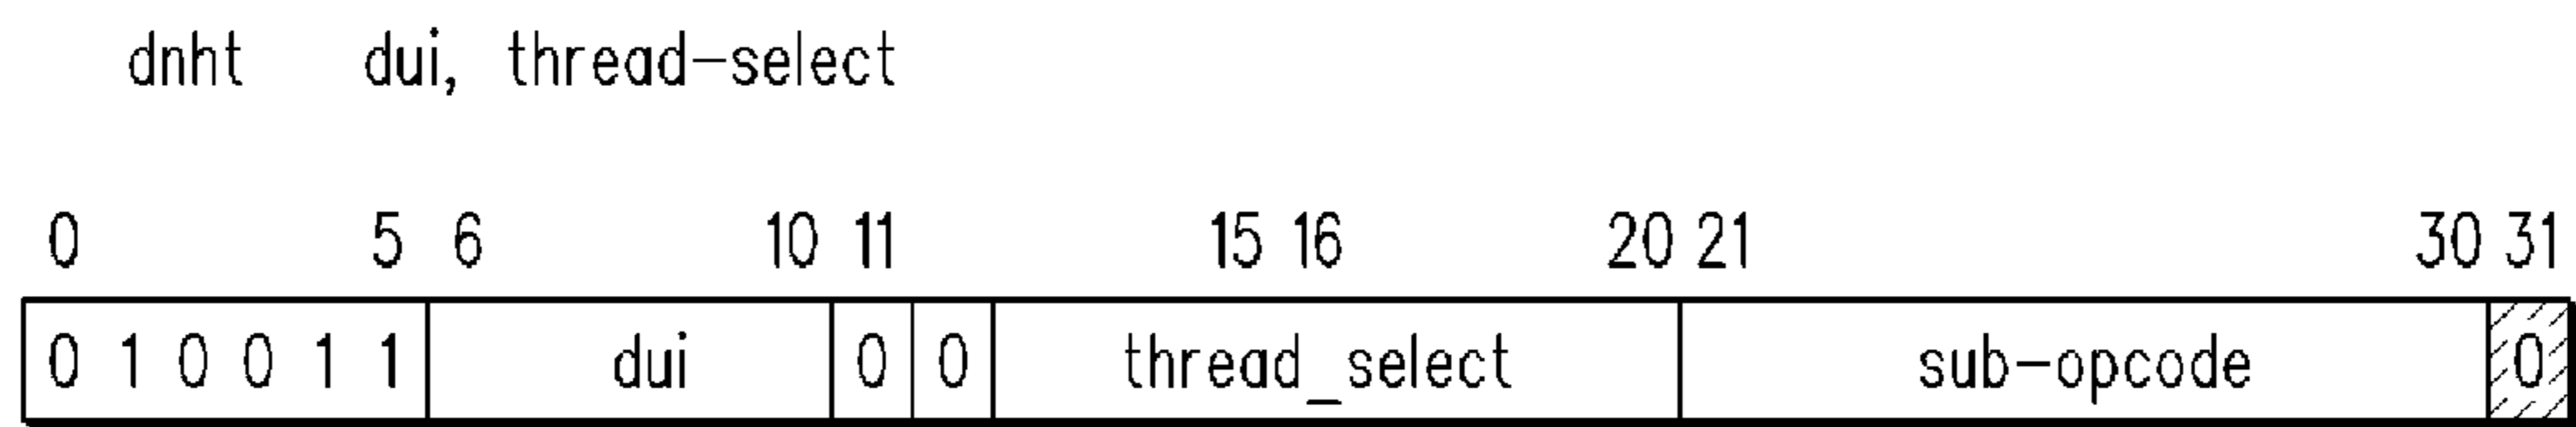 dnht dui, thread-select
0 5 6 10 11 15 16 20 21 30 31
0 1 0 0 1 1 dui 0 0 thread_select sub-opcode 0